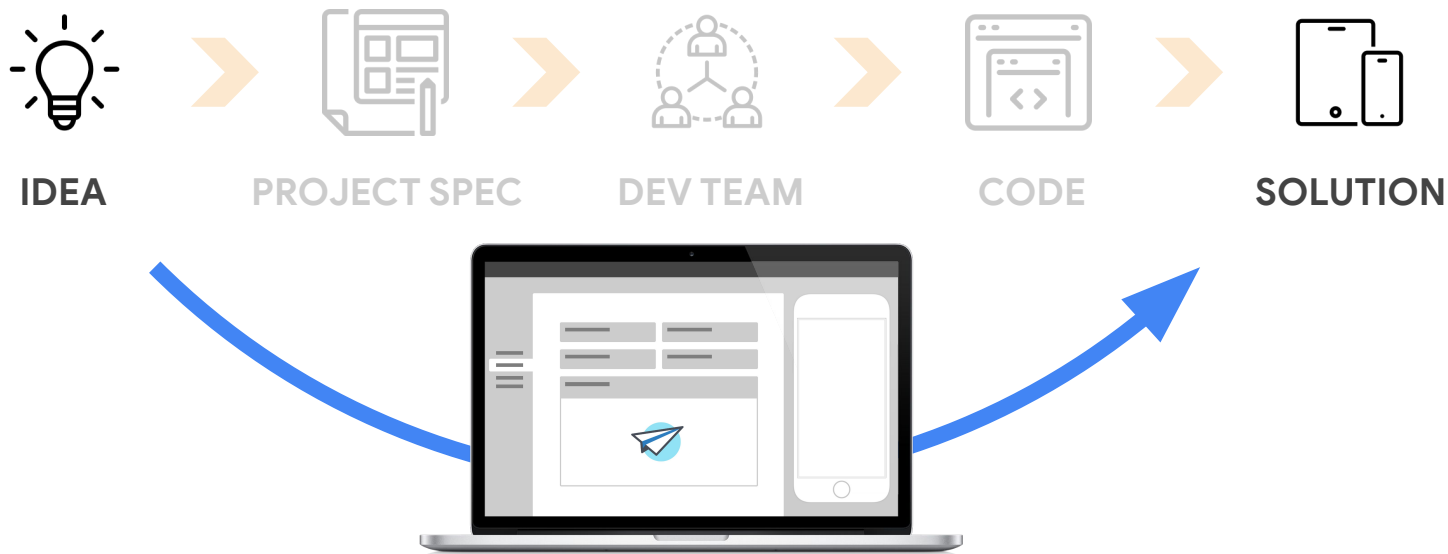 IDEA
PROJECT SPEC
DEV TEAM
CODE
SOLUTION